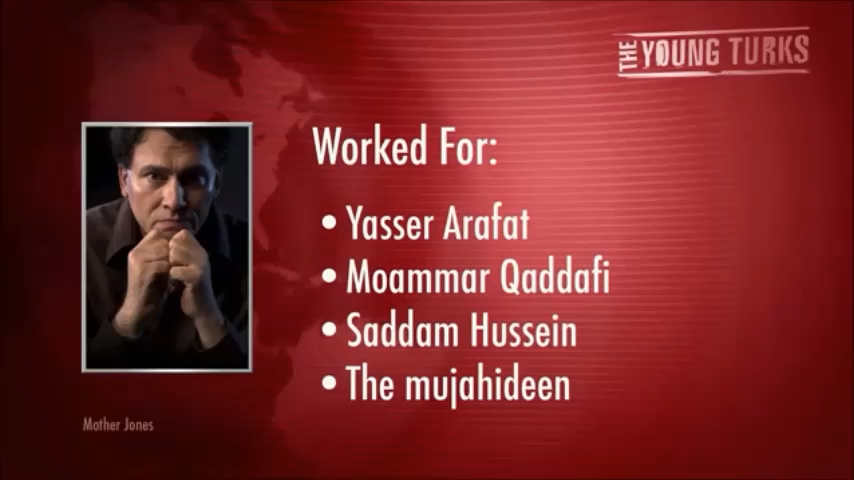 THE YOUNG TURKS
Worked For:
• Yasser Arafat
• Moammar Qaddafi
• Saddam Hussein
• The mujahideen
Mother Jones